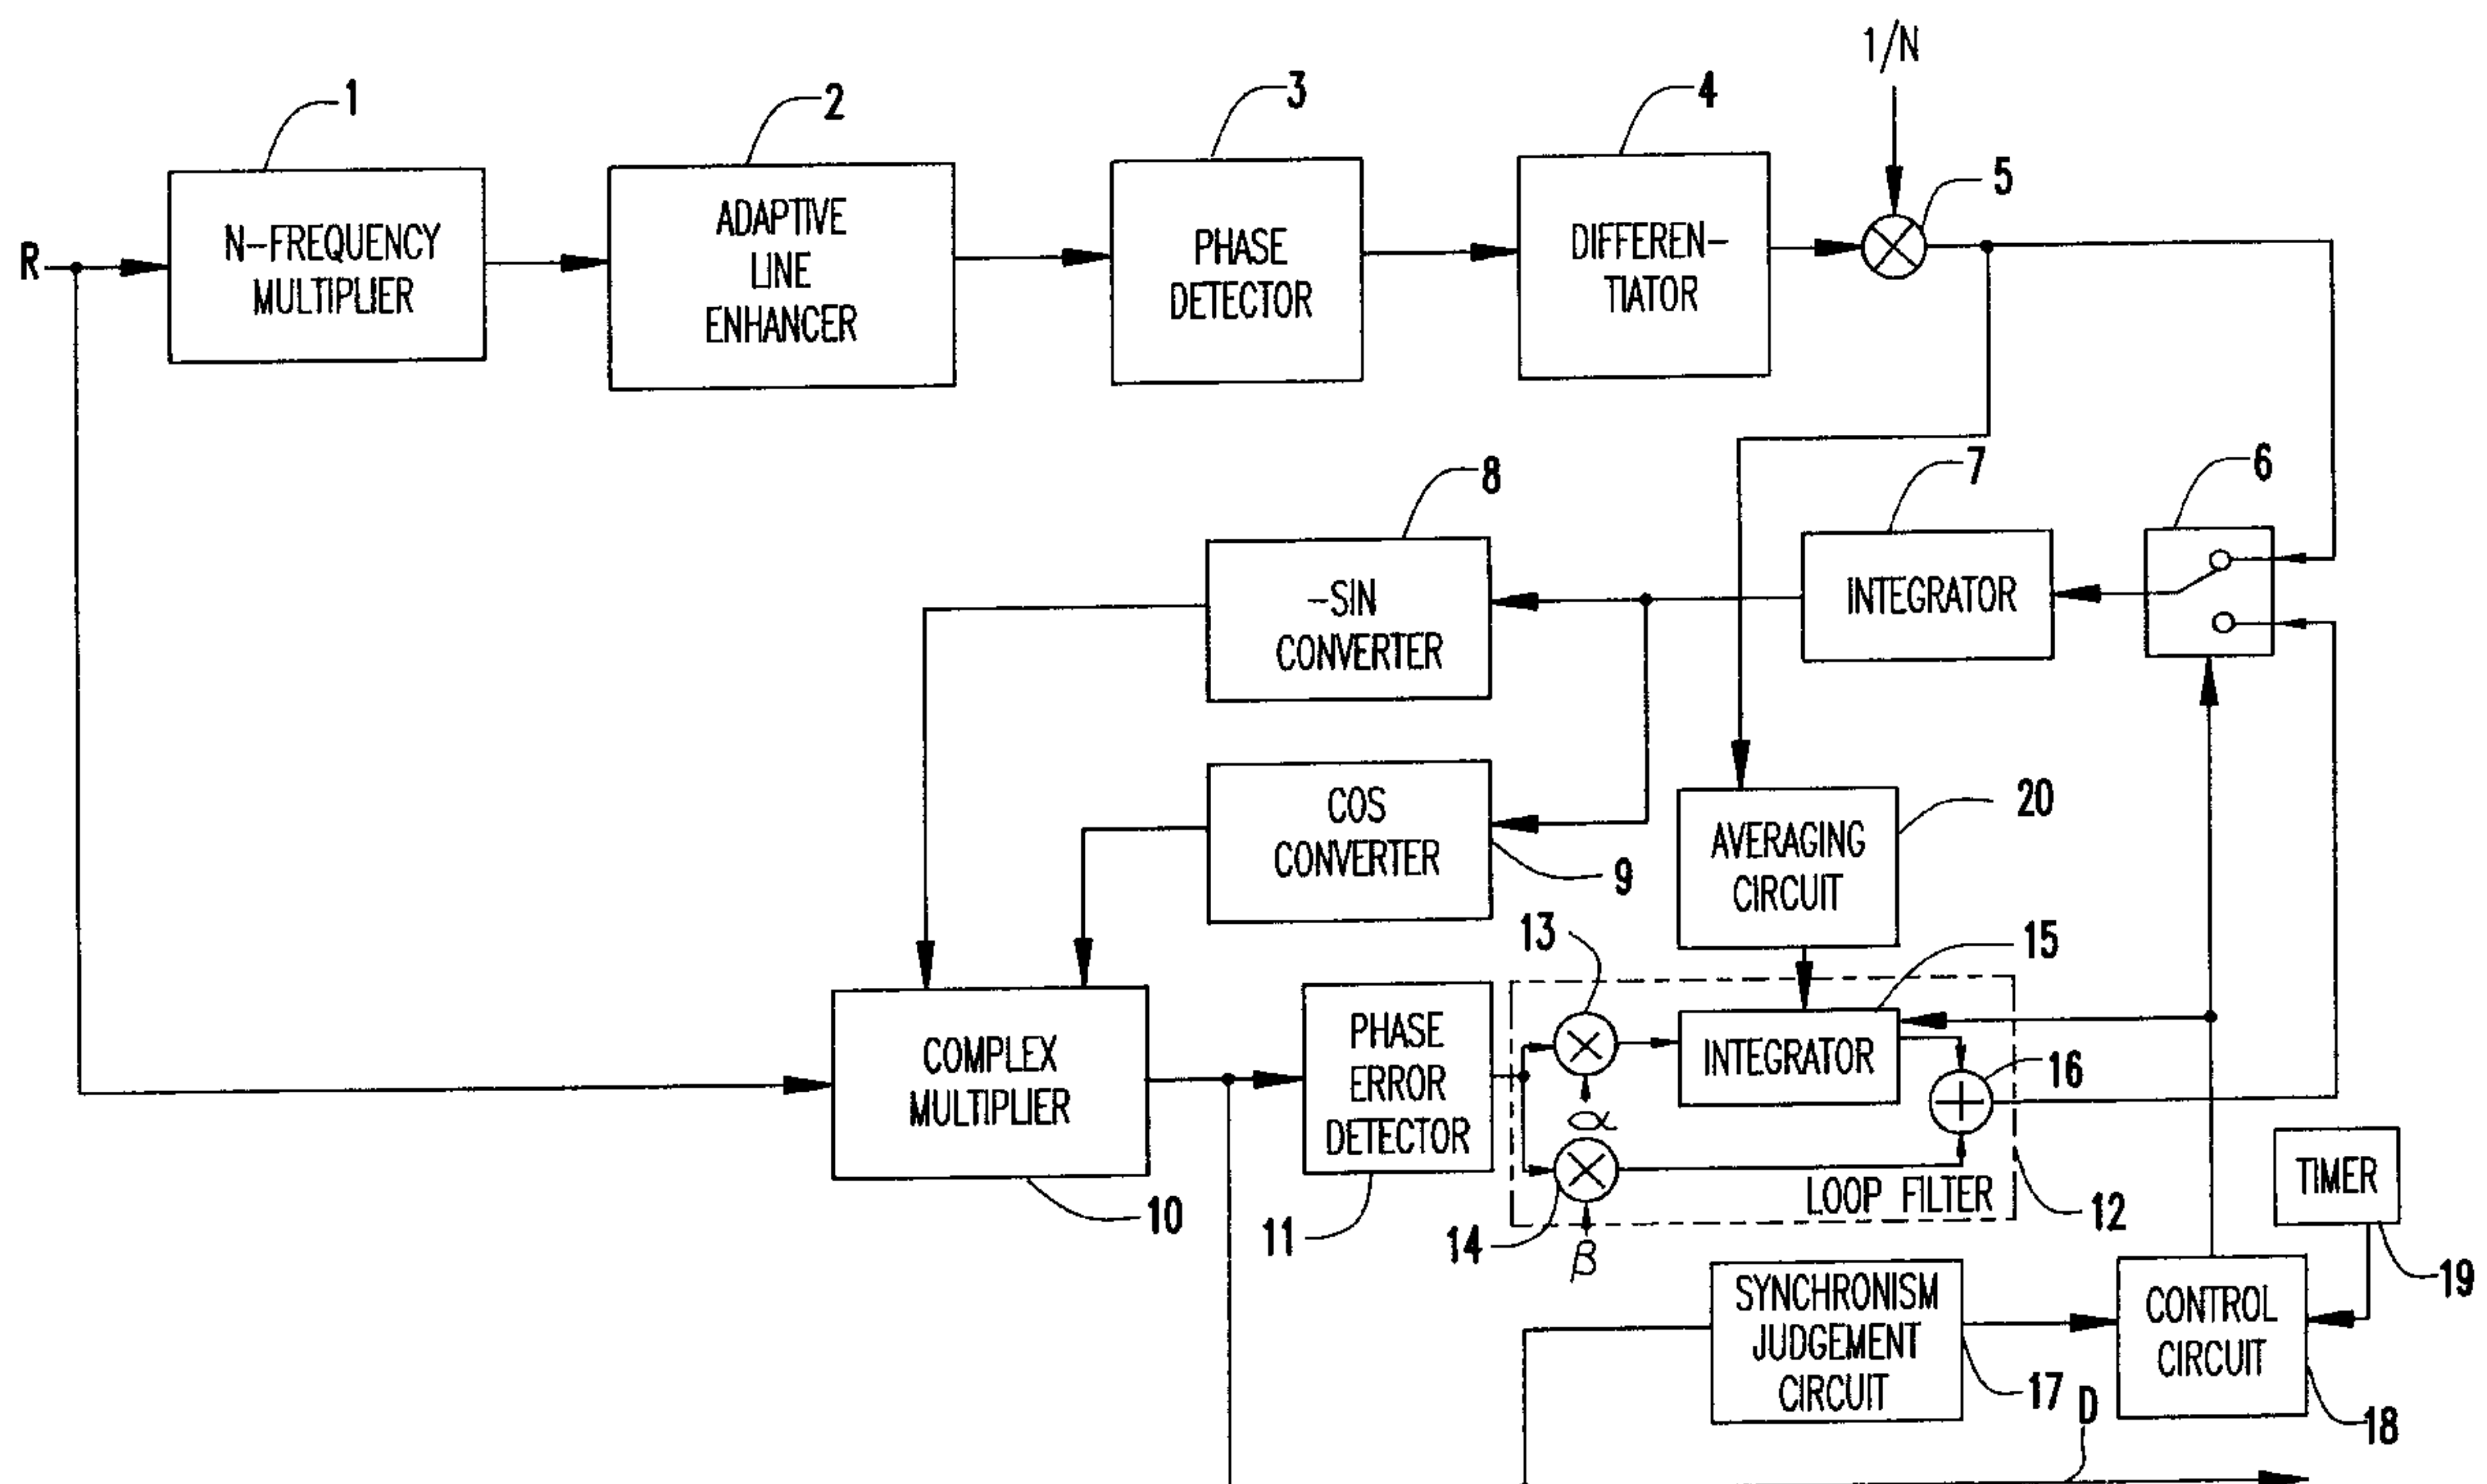 1/N
1
2
3
4
5
R
N-FREQUENCY
MULTIPLIER
ADAPTIVE
LINE
ENHANCER
PHASE
DETECTOR
DIFFEREN-
TIATOR
8
7
6
-SIN
CONVERTER
INTEGRATOR
COS
CONVERTER
9
20
AVERAGING
CIRCUIT
13
15
COMPLEX
MULTIPLIER
10
PHASE
ERROR
DETECTOR
11
α
INTEGRATOR
16
14
β
LOOP FILTER
12
TIMER
19
SYNCHRONISM
JUDGEMENT
CIRCUIT
17
CONTROL
CIRCUIT
18
D